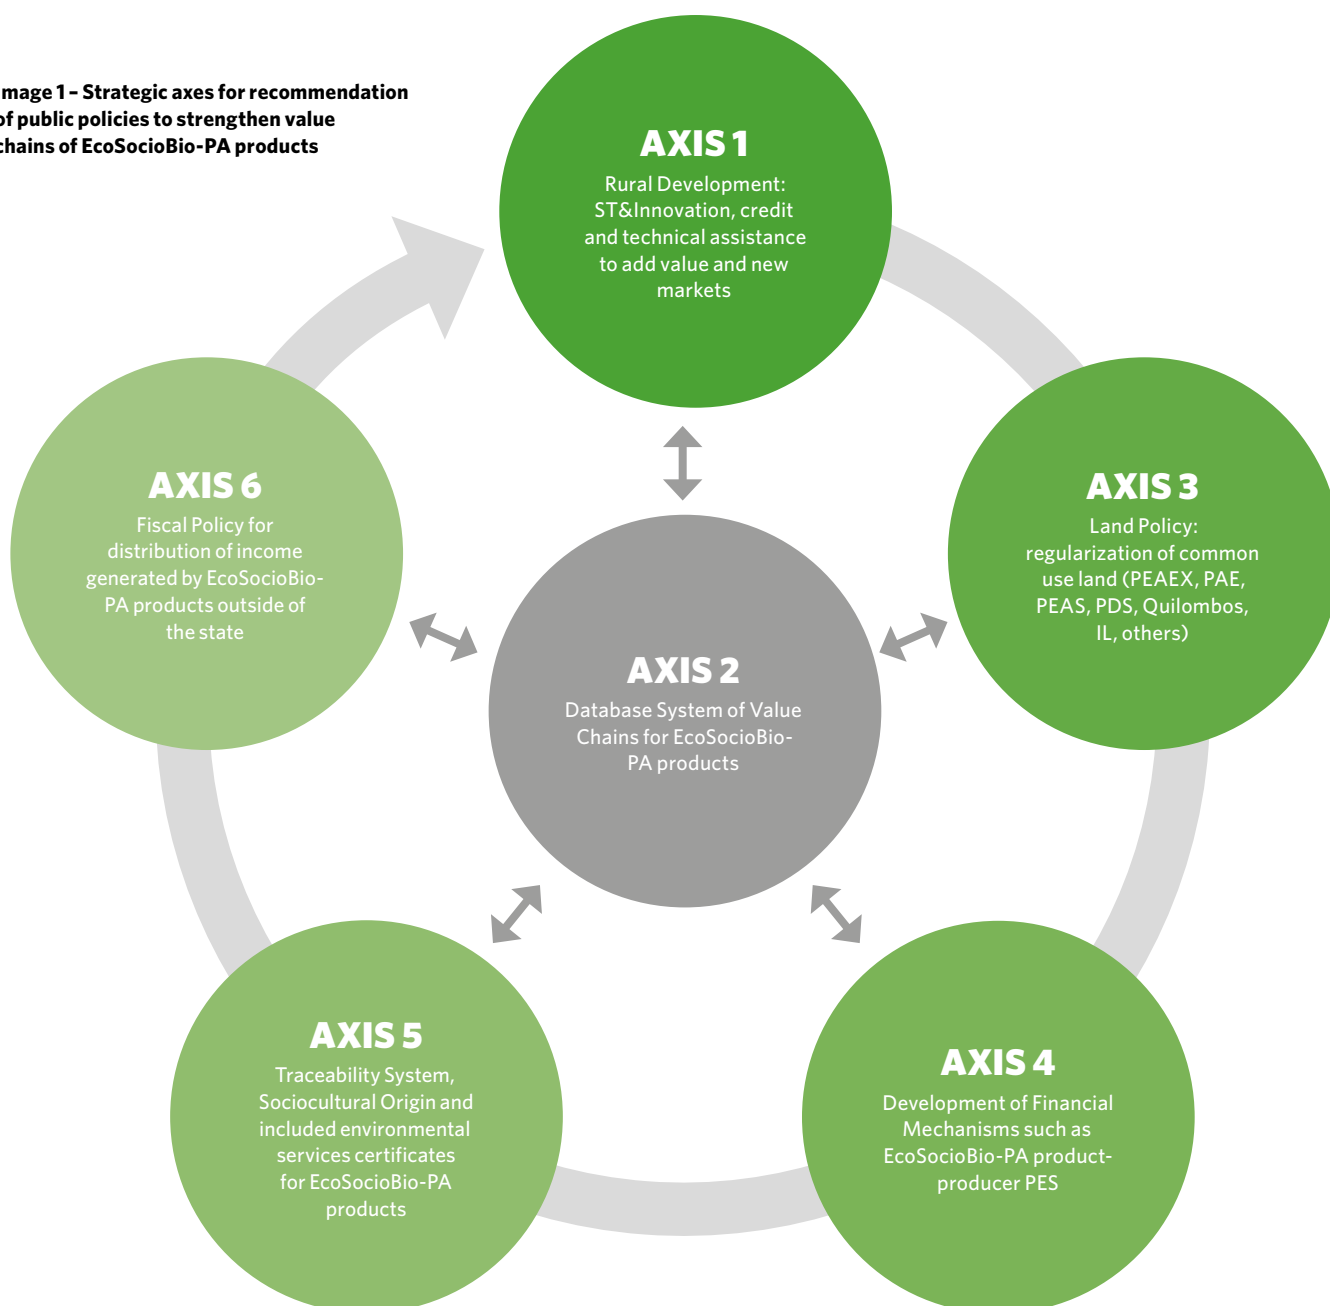 mage 1 – Strategic axes for recommendation
of public policies to strengthen value
chains of EcoSocioBio-PA products
AXIS 1
Rural Development:
ST&Innovation, credit
and technical assistance
to add value and new
markets
AXIS 6
Fiscal Policy for
distribution of income
generated by EcoSocioBio-
PA products outside of
the state
AXIS 3
Land Policy:
regularization of common
use land (PEAEX, PAE,
PEAS, PDS, Quilombos,
IL, others)
AXIS 2
Database System of Value
Chains for EcoSocioBio-
PA products
AXIS 5
Traceability System,
Sociocultural Origin and
included environmental
services certificates
for EcoSocioBio-PA
products
AXIS 4
Development of Financial
Mechanisms such as
EcoSocioBio-PA product-
producer PES